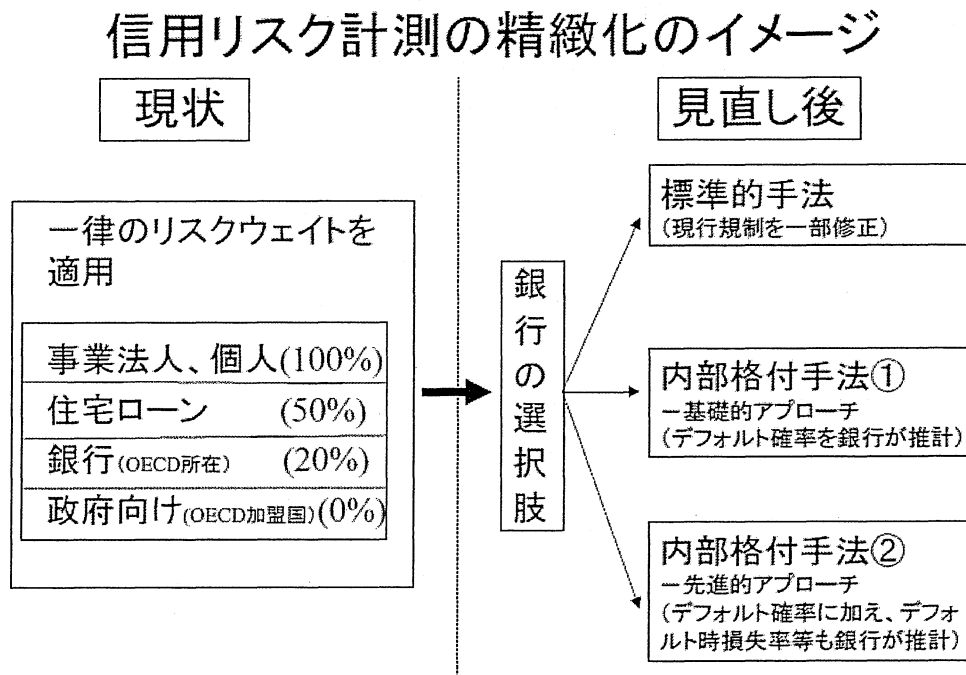 信用リスク計測の精緻化のイメージ
現状
一律のリスクウェイトを
適用
事業法人、個人(100%)
住宅ローン (50%)
銀行(OECD所在) (20%)
政府向け(OECD加盟国)(0%)
見直し後
銀行の選択肢
標準的手法
(現行規制を一部修正)
内部格付手法①
ー基礎的アプローチ
(デフォルト確率を銀行が推計)
内部格付手法②
ー先進的アプローチ
(デフォルト確率に加え、デフォ
ルト時損失率等も銀行が推計)